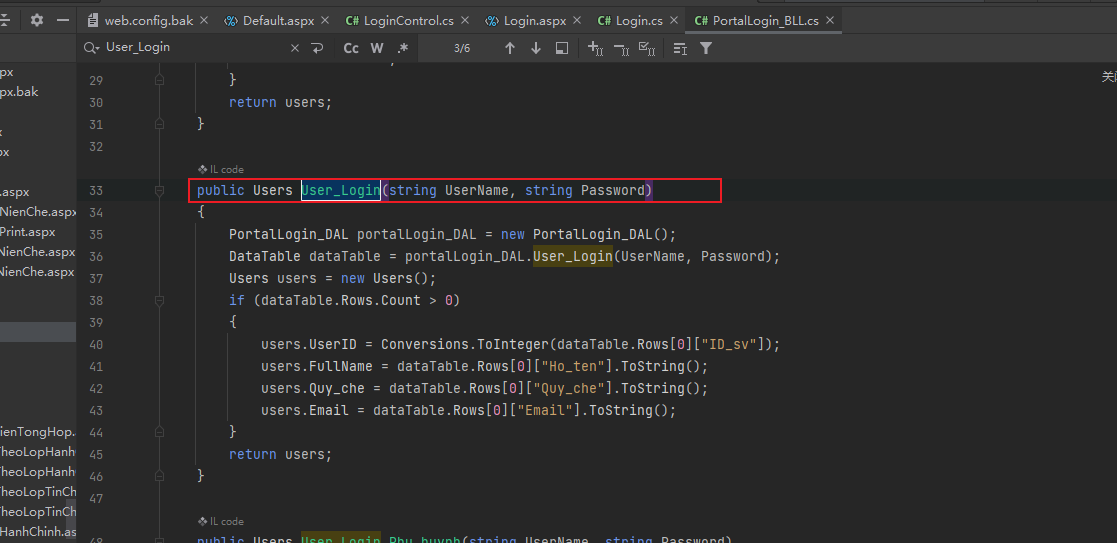 web.config.bak Default.aspx C# LoginControl.cs Login.aspx C# Login.cs C# PortalLogin_BLL.cs
User_Login Cc W .* 3/6
px
px.bak
x
px
.aspx
NienChe.aspx
Print.aspx
NienChe.aspx
NienChe.aspx
ienTongHop.
TheoLopHanh
TheoLopHanh
TheoLopTinCh
TheoLopTinCh
HanhChinh.as
29 }
30 return users;
31 }
32
IL code
33 public Users User_Login(string UserName, string Password)
34 {
35 PortalLogin_DAL portalLogin_DAL = new PortalLogin_DAL();
36 DataTable dataTable = portalLogin_DAL.User_Login(UserName, Password);
37 Users users = new Users();
38 if (dataTable.Rows.Count > 0)
39 {
40 users.UserID = Conversions.ToInteger(dataTable.Rows[0]["ID_sv"]);
41 users.FullName = dataTable.Rows[0]["Ho_ten"].ToString();
42 users.Quy_che = dataTable.Rows[0]["Quy_che"].ToString();
43 users.Email = dataTable.Rows[0]["Email"].ToString();
44 }
45 return users;
46 }
47
IL code
48 public Users User_Login_Phu_huynh(string UserName, string Password)